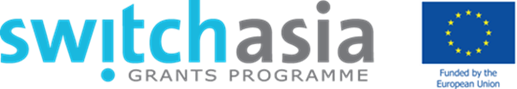 switchasia
GRANTS PROGRAMME
Funded by the
European Union